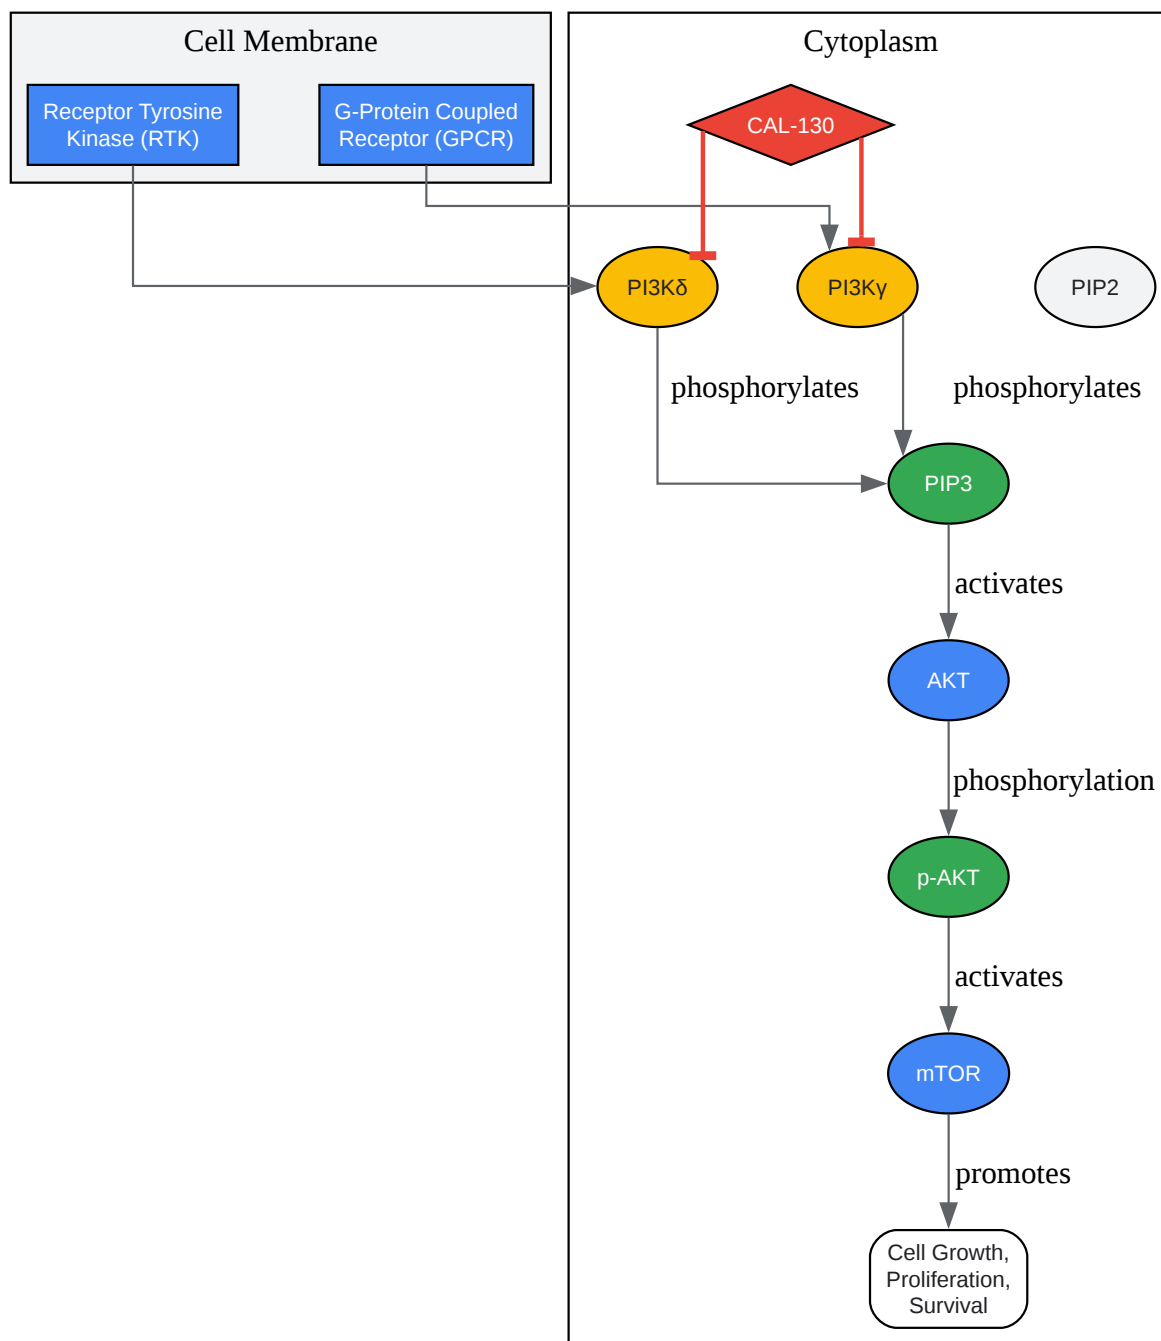 Cell Membrane
Cytoplasm
Receptor Tyrosine
Kinase (RTK)
G-Protein Coupled
Receptor (GPCR)
CAL-130
PI3Kδ
PI3Kγ
PIP2
phosphorylates
phosphorylates
PIP3
activates
AKT
phosphorylation
p-AKT
activates
mTOR
promotes
Cell Growth,
Proliferation,
Survival